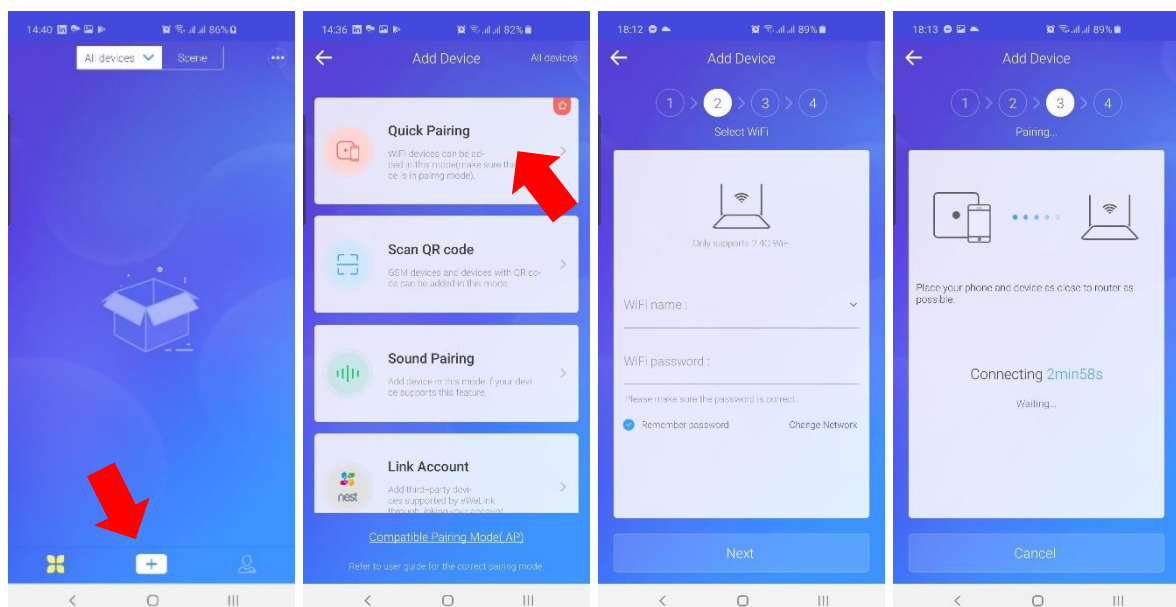 14:40 86%
All devices Scene
14:36 82%
Add Device All devices
Quick Pairing
WiFi devices can be ad-
ded in this mode(make sure the
ce is in pairng mode).
Scan QR code
GSM devices and devices with QR co-
de can be added in this mode.
Sound Pairing
Add device in this mode if your devi
ce supports this feature.
Link Account
nest
Add third-party devi-
ces supported by eWeLink
through linking your account
Compatible Pairing Mode( AP)
Refer to user guide for the correct pairing mode
18:12 89%
Add Device
1 > 2 > 3 > 4
Select WiFi
Only supports 2.4G WiFi
WiFi name :
WiFi password :
Please make sure the password is correct.
Remember password Change Network
Next
18:13 89%
Add Device
1 > 2 > 3 > 4
Pairing...
Place your phone and device as close to router as
possible.
Connecting 2min58s
Waiting...
Cancel